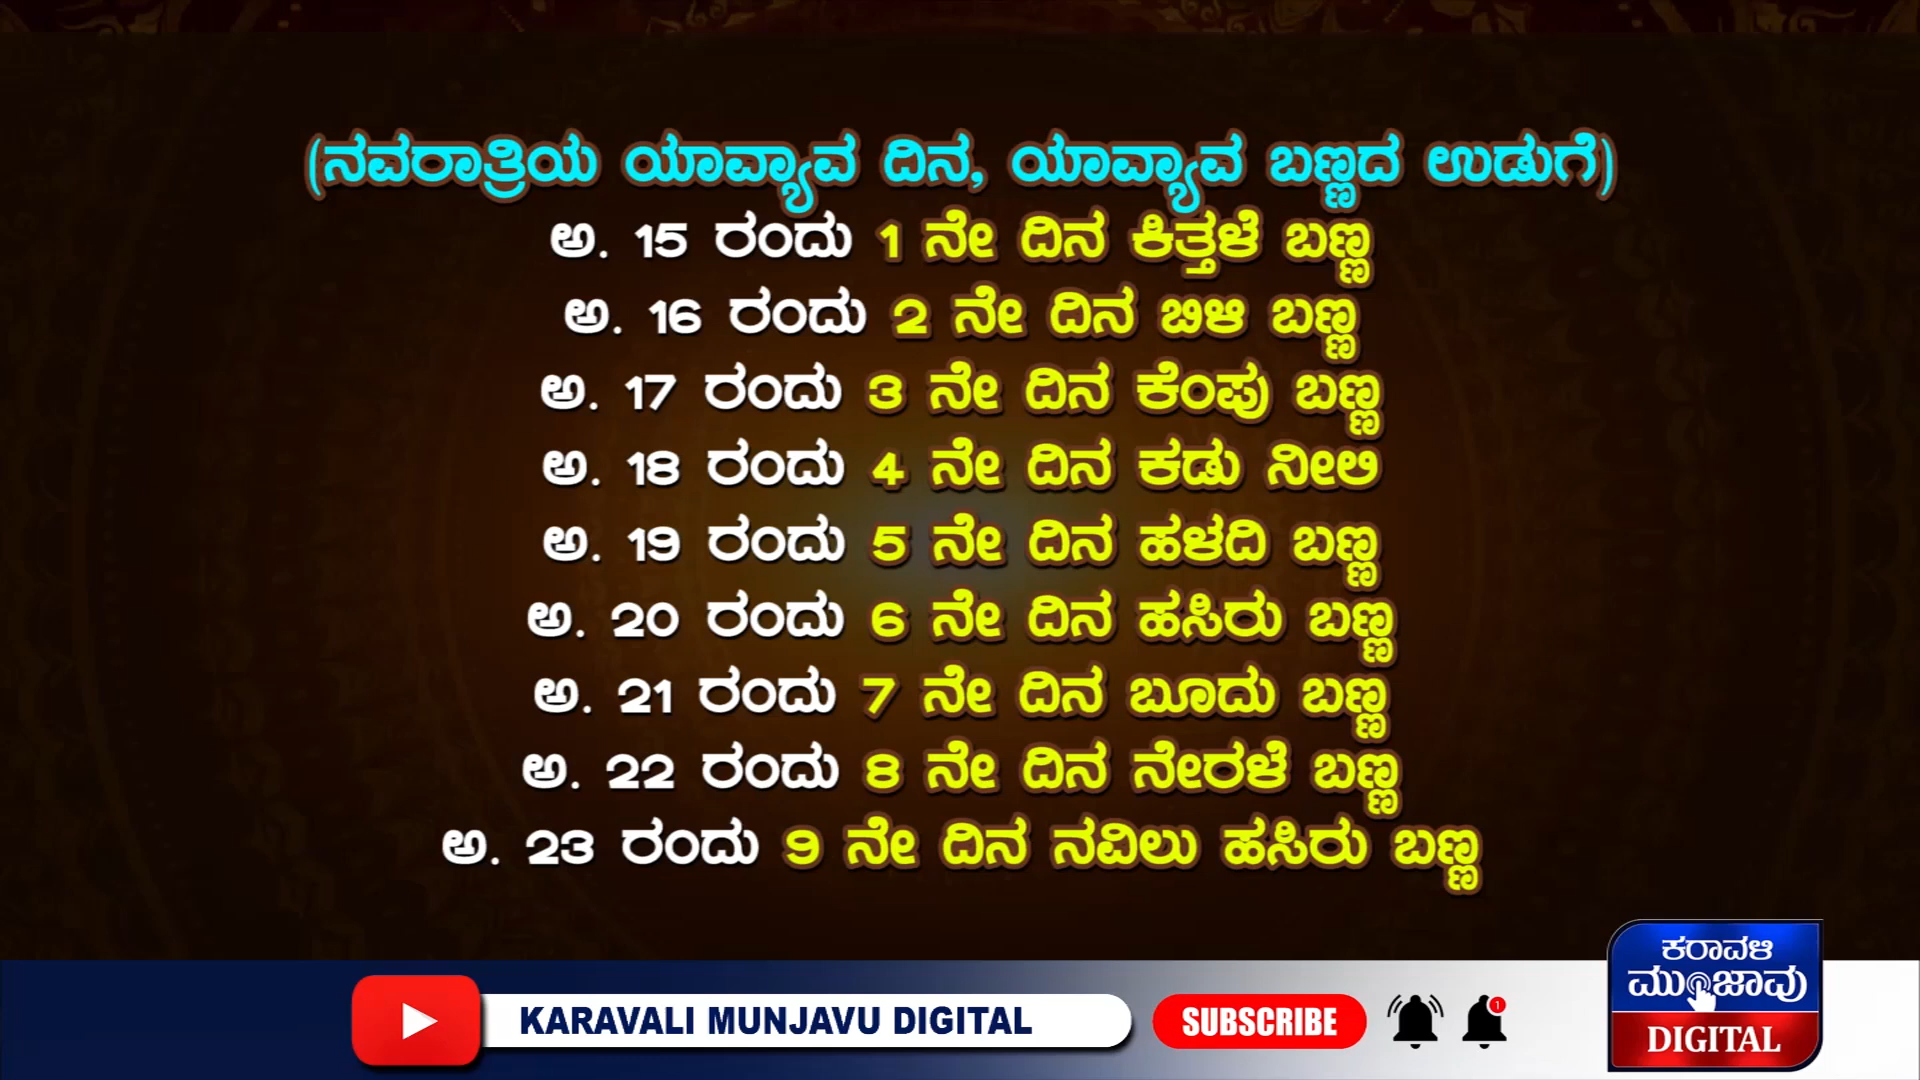 (ನವರಾತ್ರಿಯ ಯಾವ್ಯಾವ ದಿನ, ಯಾವ್ಯಾವ ಬಣ್ಣದ ಉಡುಗೆ)
ಅ. 15 ರಂದು 1 ನೇ ದಿನ ಕಿತ್ತಳೆ ಬಣ್ಣ
ಅ. 16 ರಂದು 2 ನೇ ದಿನ ಬಿಳಿ ಬಣ್ಣ
ಅ. 17 ರಂದು 3 ನೇ ದಿನ ಕೆಂಪು ಬಣ್ಣ
ಅ. 18 ರಂದು 4 ನೇ ದಿನ ಕಡು ನೀಲಿ
ಅ. 19 ರಂದು 5 ನೇ ದಿನ ಹಳದಿ ಬಣ್ಣ
ಅ. 20 ರಂದು 6 ನೇ ದಿನ ಹಸಿರು ಬಣ್ಣ
ಅ. 21 ರಂದು 7 ನೇ ದಿನ ಬೂದು ಬಣ್ಣ
ಅ. 22 ರಂದು 8 ನೇ ದಿನ ನೇರಳೆ ಬಣ್ಣ
ಅ. 23 ರಂದು 9 ನೇ ದಿನ ನವಿಲು ಹಸಿರು ಬಣ್ಣ
KARAVALI MUNJAVU DIGITAL
SUBSCRIBE
1
ಕರಾವಳಿ
ಮುಂಜಾವು
DIGITAL